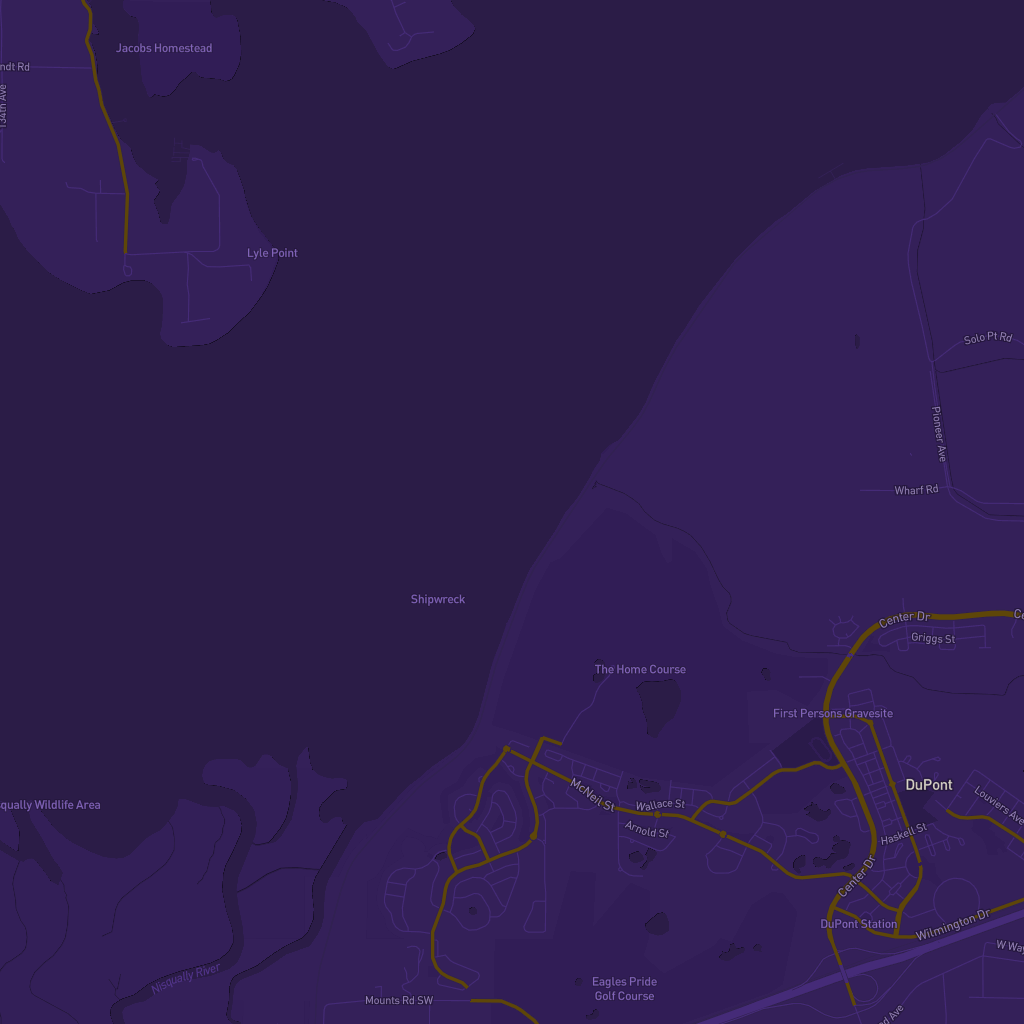 Jacobs Homestead
ndt Rd
134th Ave
Lyle Point
Solo Pt Rd
Pioneer Ave
Wharf Rd
Shipwreck
Center Dr
Ce
Griggs St
The Home Course
First Persons Gravesite
DuPont
squally Wildlife Area
McNeil St
Wallace St
Louviers Ave
Arnold St
Haskell St
Center Dr
DuPont Station
Wilmington Dr
W Way
Nisqually River
Eagles Pride
Golf Course
Mounts Rd SW
nd Ave